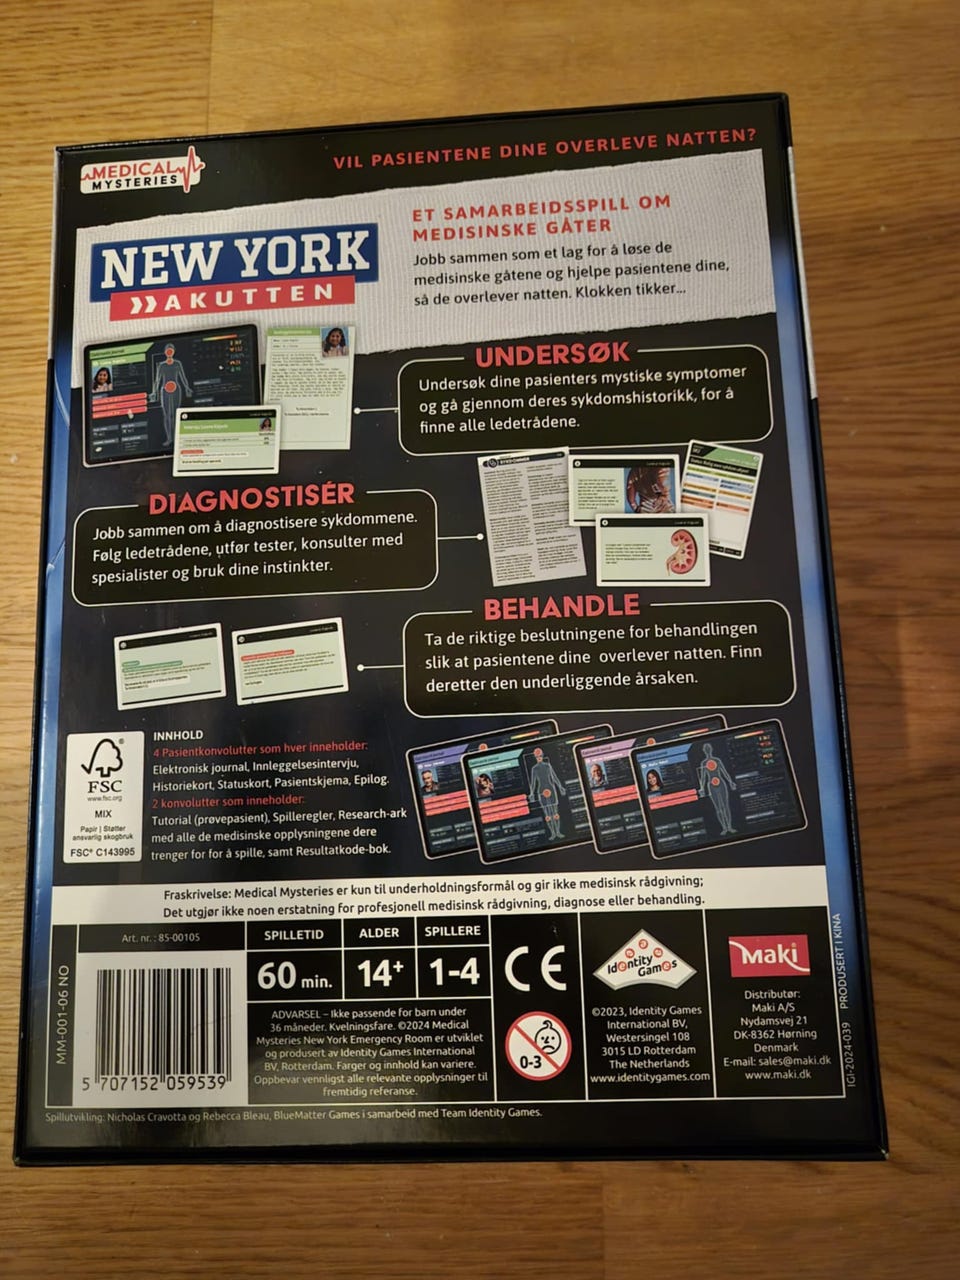 MEDICAL
MYSTERIES
VIL PASIENTENE DINE OVERLEVE NATTEN?
NEW YORK
AKUTTEN
ET SAMARBEIDSSPILL OM
MEDISINSKE GÅTER
Jobb sammen som et lag for å løse de
medisinske gåtene og hjelpe pasientene dine,
så de overlever natten. Klokken tikker...
UNDERSØK
Undersøk dine pasienters mystiske symptomer
og gå gjennom deres sykdomshistorikk, for å
finne alle ledetrådene.
DIAGNOSTISÉR
Jobb sammen om å diagnostisere sykdommene.
Følg ledetrådene, utfør tester, konsulter med
spesialister og bruk dine instinkter.
BEHANDLE
Ta de riktige beslutningene for behandlingen
slik at pasientene dine overlever natten. Finn
deretter den underliggende årsaken.
FSC
www.fsc.org
MIX
Papir | Støtter
ansvarlig skogbruk
FSC® C143995
INNHOLD
4 Pasientkonvolutter som hver inneholder:
Elektronisk journal, Innleggelsesintervju,
Historiekort, Statuskort, Pasientskjema, Epilog.
2 konvolutter som inneholder:
Tutorial (prøvepasient), Spilleregler, Research-ark
med alle de medisinske opplysningene dere
trenger for for å spille, samt Resultatkode-bok.
Fraskrivelse: Medical Mysteries er kun til underholdningsformål og gir ikke medisinsk rådgivning;
Det utgjør ikke noen erstatning for profesjonell medisinsk rådgivning, diagnose eller behandling.
MM-001-06 NO
Art. nr.: 85-00105
5 707152 059539
SPILLETID
60 min.
ALDER
14+
SPILLERE
1-4
ADVARSEL – Ikke passende for barn under
36 måneder. Kvelningsfare. ©2024 Medical
Mysteries New York Emergency Room er utviklet
og produsert av Identity Games International
BV, Rotterdam. Farger og innhold kan variere.
Oppbevar vennligst alle relevante opplysninger til
fremtidig referanse.
CE
0-3
Identity
Games
©2023, Identity Games
International BV,
Westersingel 108
3015 LD Rotterdam
The Netherlands
www.identitygames.com
Maki
Distributør:
Maki A/S
Nydamsvej 21
DK-8362 Hørning
Denmark
E-mail: sales@maki.dk
www.maki.dk
IGI-2024-039 PRODUSERT I KINA
Spillutvikling: Nicholas Cravotta og Rebecca Bleau, BlueMatter Games i samarbeid med Team Identity Games.